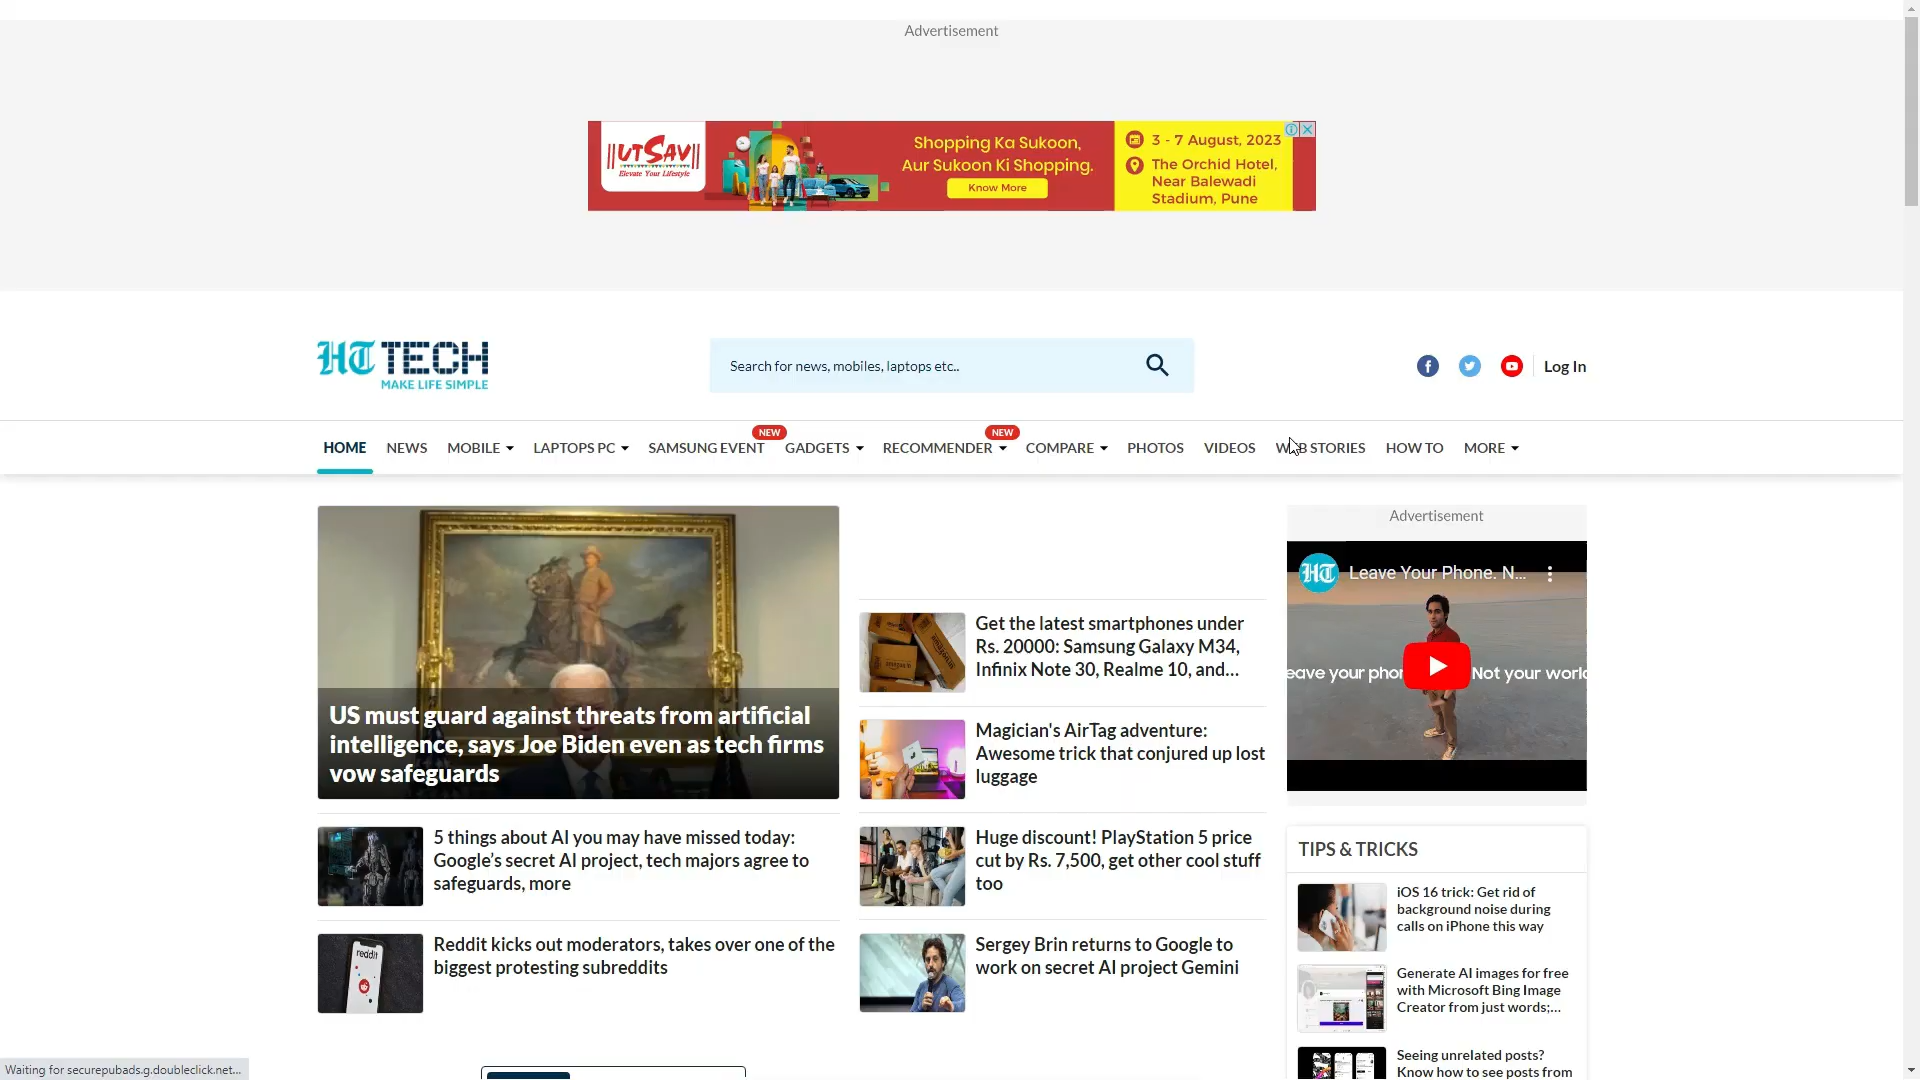 Advertisement
UTSAV
Elevate Your Lifestyle
Shopping Ka Sukoon,
Aur Sukoon Ki Shopping.
Know More
3 - 7 August, 2023
The Orchid Hotel,
Near Balewadi
Stadium, Pune
HT TECH
MAKE LIFE SIMPLE
Search for news, mobiles, laptops etc..
Log In
HOME NEWS MOBILE LAPTOPS PC SAMSUNG EVENT NEW GADGETS RECOMMENDER NEW COMPARE PHOTOS VIDEOS WEB STORIES HOW TO MORE
US must guard against threats from artificial
intelligence, says Joe Biden even as tech firms
vow safeguards
5 things about AI you may have missed today:
Google’s secret AI project, tech majors agree to
safeguards, more
reddit
Reddit kicks out moderators, takes over one of the
biggest protesting subreddits
Get the latest smartphones under
Rs. 20000: Samsung Galaxy M34,
Infinix Note 30, Realme 10, and...
Magician's AirTag adventure:
Awesome trick that conjured up lost
luggage
Huge discount! PlayStation 5 price
cut by Rs. 7,500, get other cool stuff
too
Sergey Brin returns to Google to
work on secret AI project Gemini
Advertisement
HT Leave Your Phone. N...
eave your phon Not your worl
TIPS & TRICKS
iOS 16 trick: Get rid of
background noise during
calls on iPhone this way
Generate AI images for free
with Microsoft Bing Image
Creator from just words;...
Seeing unrelated posts?
Know how to see posts from
Waiting for securepubads.g.doubleclick.net...